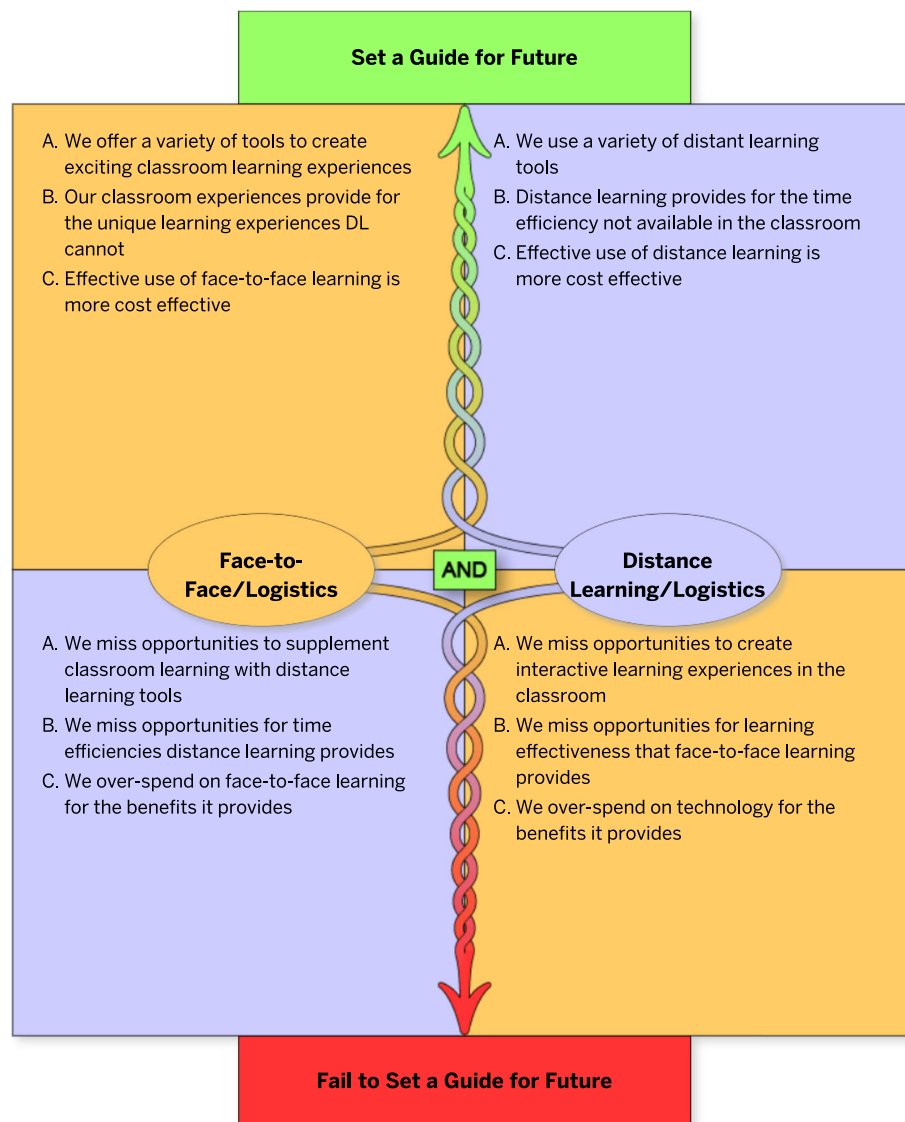 Set a Guide for Future
A. We offer a variety of tools to create
exciting classroom learning experiences
B. Our classroom experiences provide for
the unique learning experiences DL
cannot
C. Effective use of face-to-face learning is
more cost effective
A. We use a variety of distant learning
tools
B. Distance learning provides for the time
efficiency not available in the classroom
C. Effective use of distance learning is
more cost effective
Face-to-
Face/Logistics
AND
Distance
Learning/Logistics
A. We miss opportunities to supplement
classroom learning with distance
learning tools
B. We miss opportunities for time
efficiencies distance learning provides
C. We over-spend on face-to-face learning
for the benefits it provides
A. We miss opportunities to create
interactive learning experiences in the
classroom
B. We miss opportunities for learning
effectiveness that face-to-face learning
provides
C. We over-spend on technology for the
benefits it provides
Fail to Set a Guide for Future